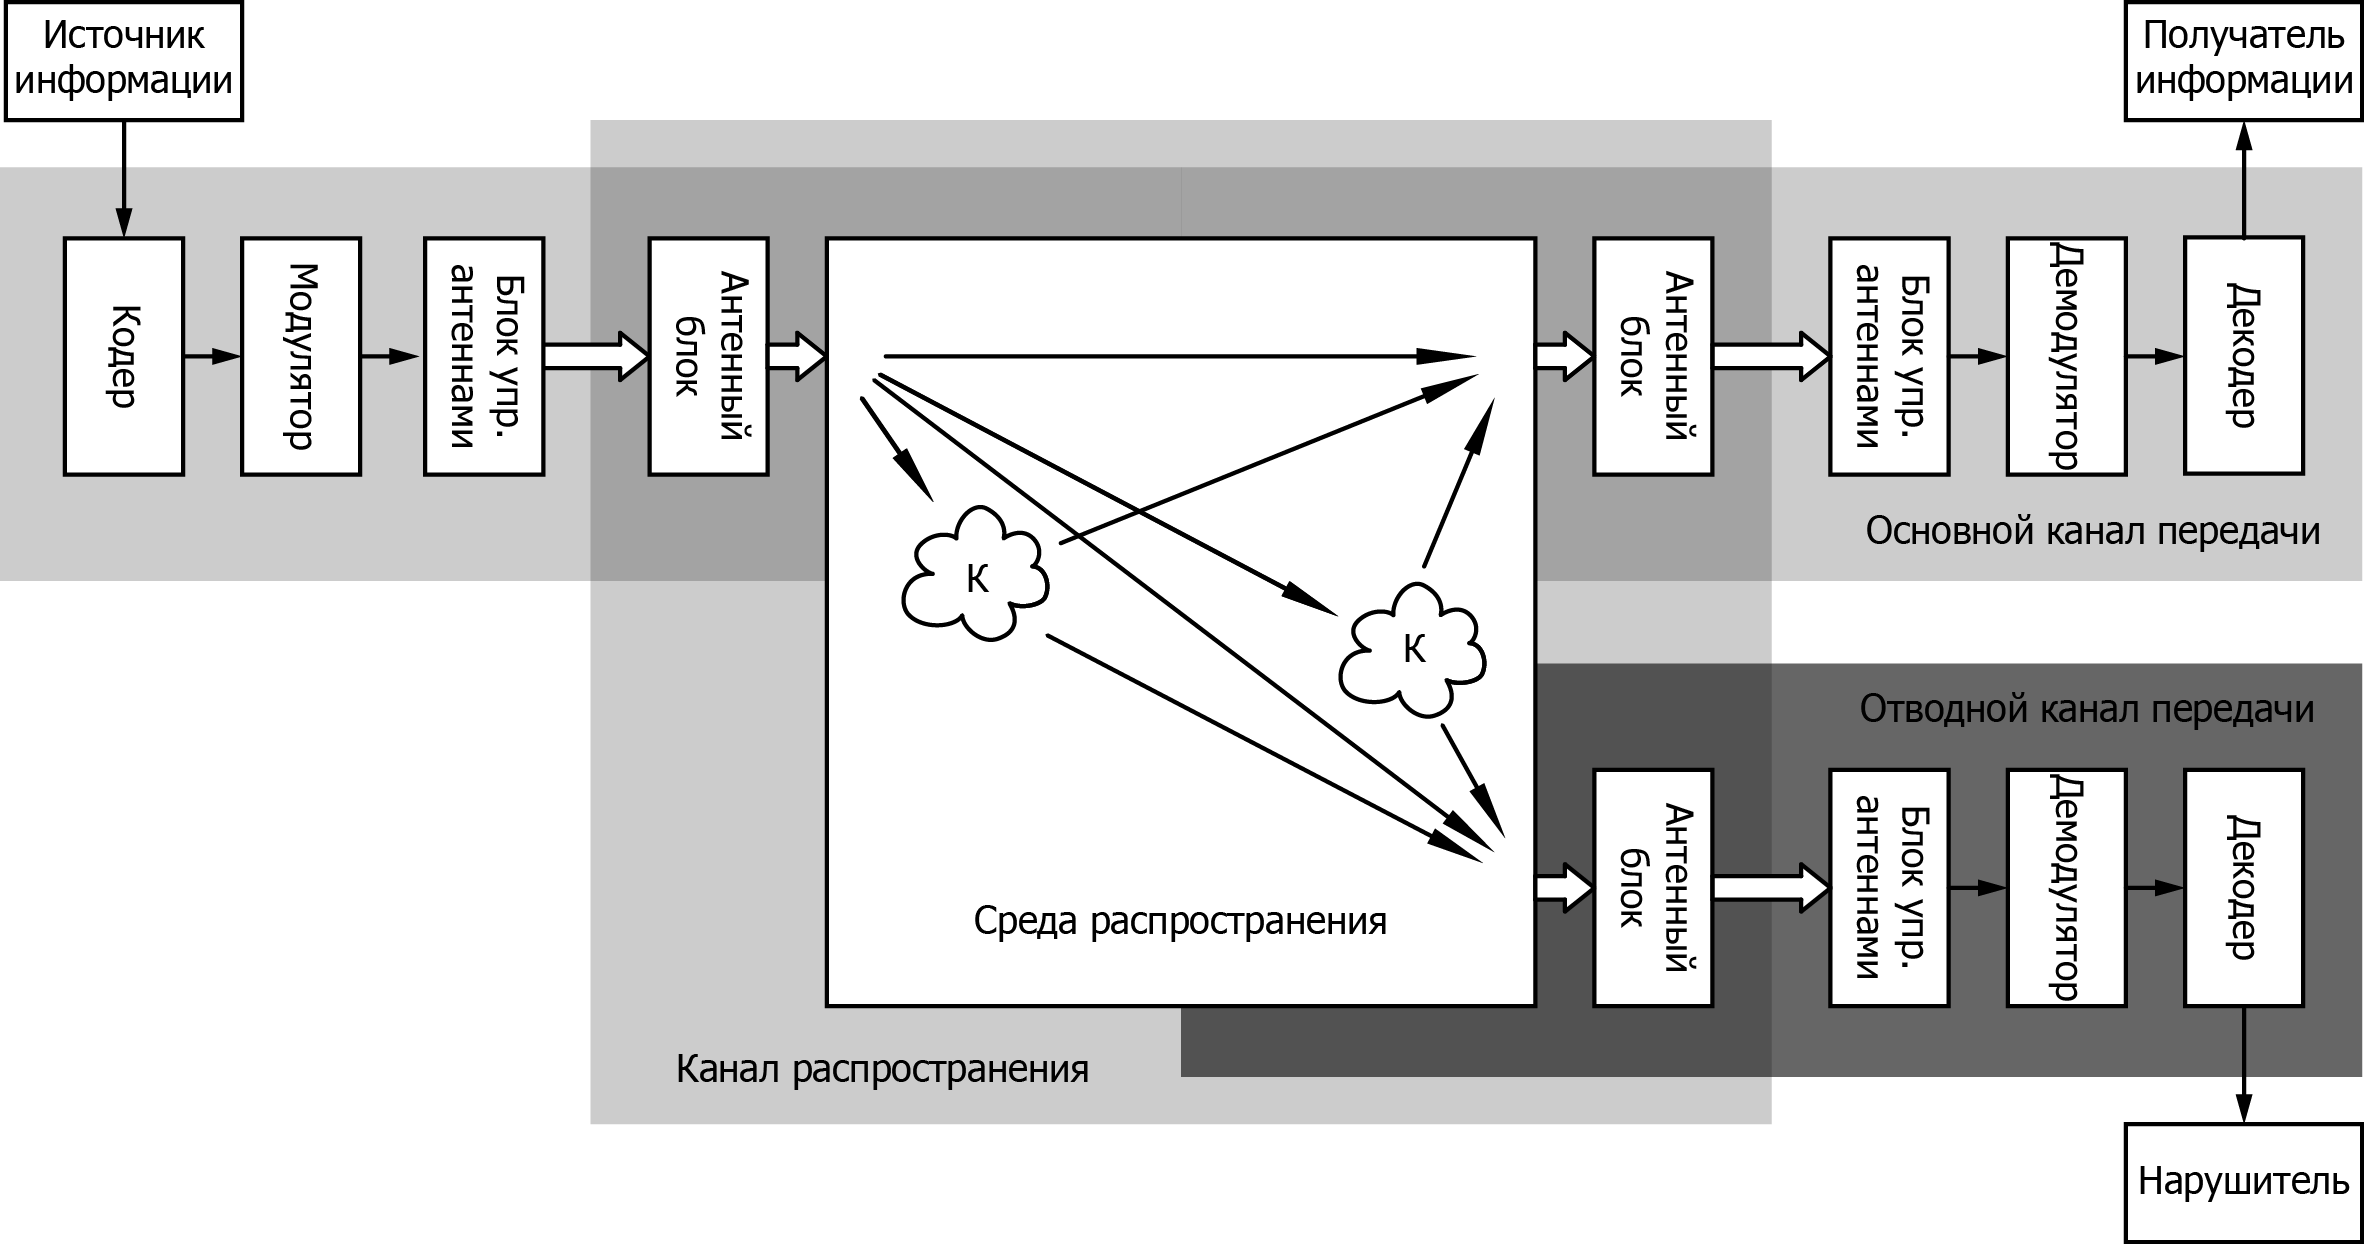 Источник
информации
Получатель
информации
Кодер
Модулятор
Блок упр.
антеннами
Антенный
блок
Антенный
блок
Блок упр.
антеннами
Демодулятор
Декодер
Основной канал передачи
К
К
Отводной канал передачи
Антенный
блок
Блок упр.
антеннами
Демодулятор
Декодер
Среда распространения
Канал распространения
Нарушитель